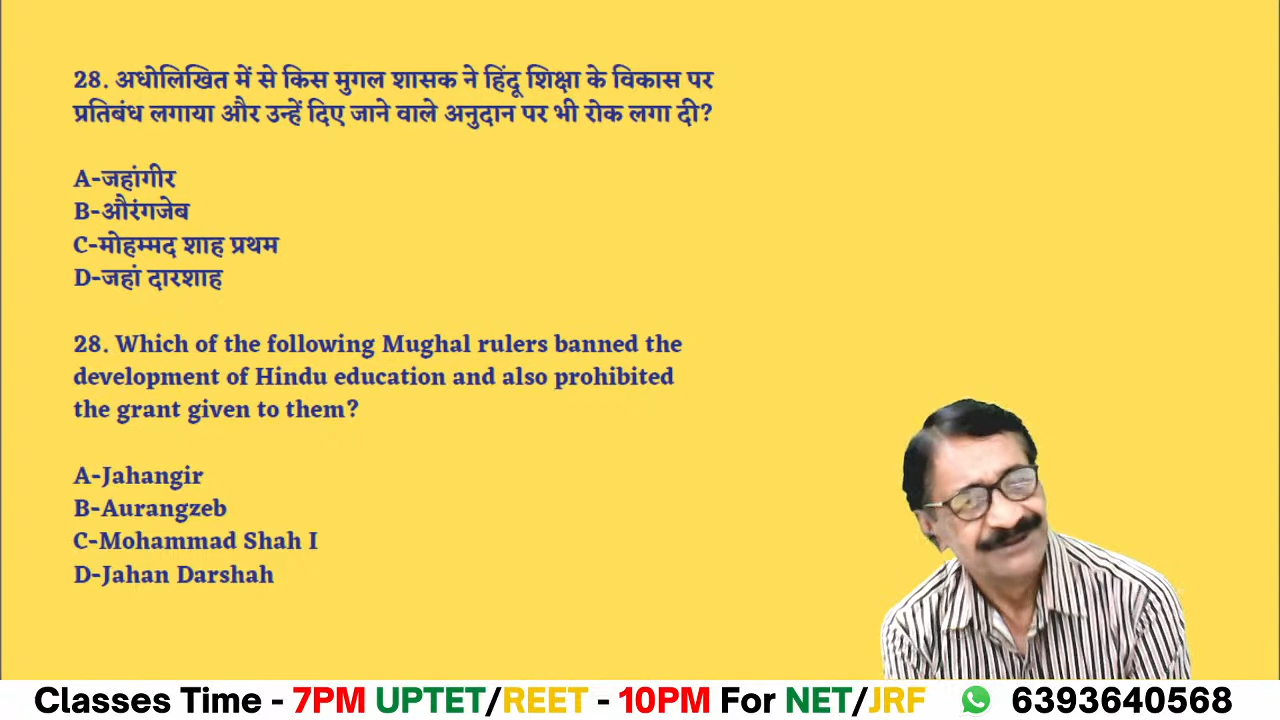 28. अधोलिखित में से किस मुगल शासक ने हिंदू शिक्षा के विकास पर
प्रतिबंध लगाया और उन्हें दिए जाने वाले अनुदान पर भी रोक लगा दी?
A-जहांगीर
B-औरंगजेब
C-मोहम्मद शाह प्रथम
D-जहां दारशाह
28. Which of the following Mughal rulers banned the
development of Hindu education and also prohibited
the grant given to them?
A-Jahangir
B-Aurangzeb
C-Mohammad Shah I
D-Jahan Darshah
Classes Time - 7PM UPTET/REET - 10PM For NET/JRF 6393640568